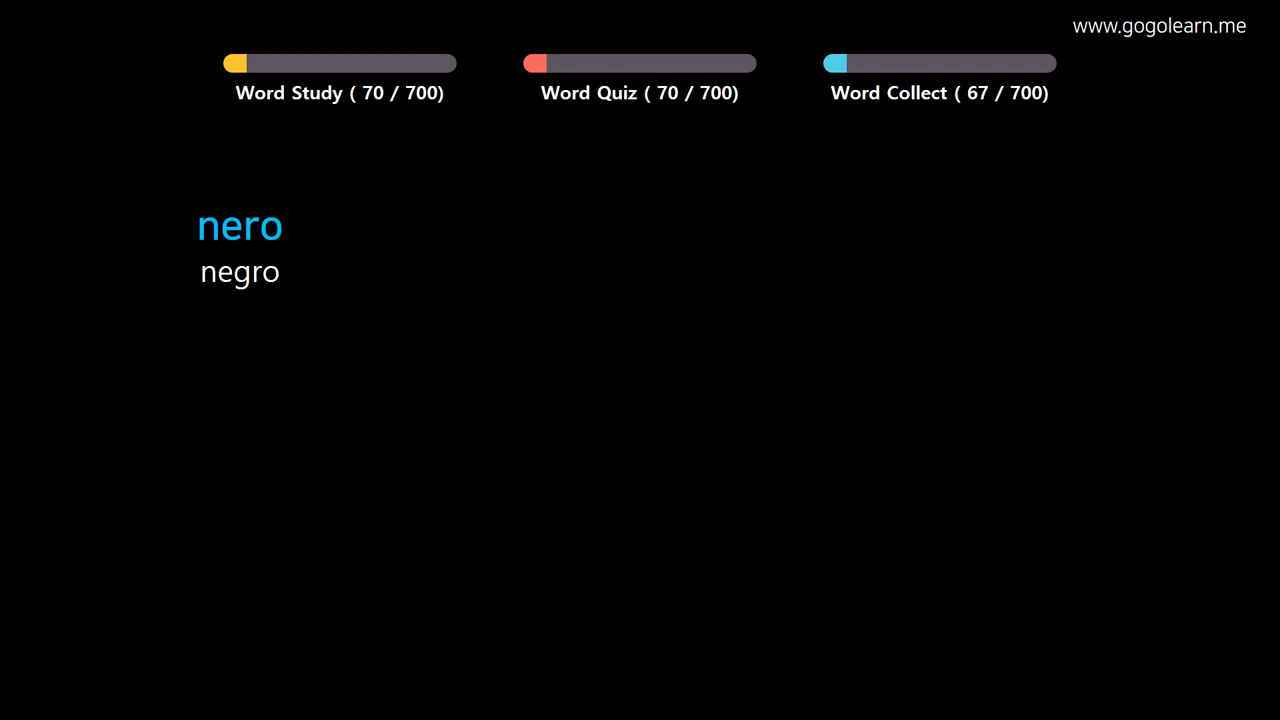 www.gogolearn.me
Word Study ( 70 / 700)
Word Quiz ( 70 / 700)
Word Collect ( 67 / 700)
nero
negro